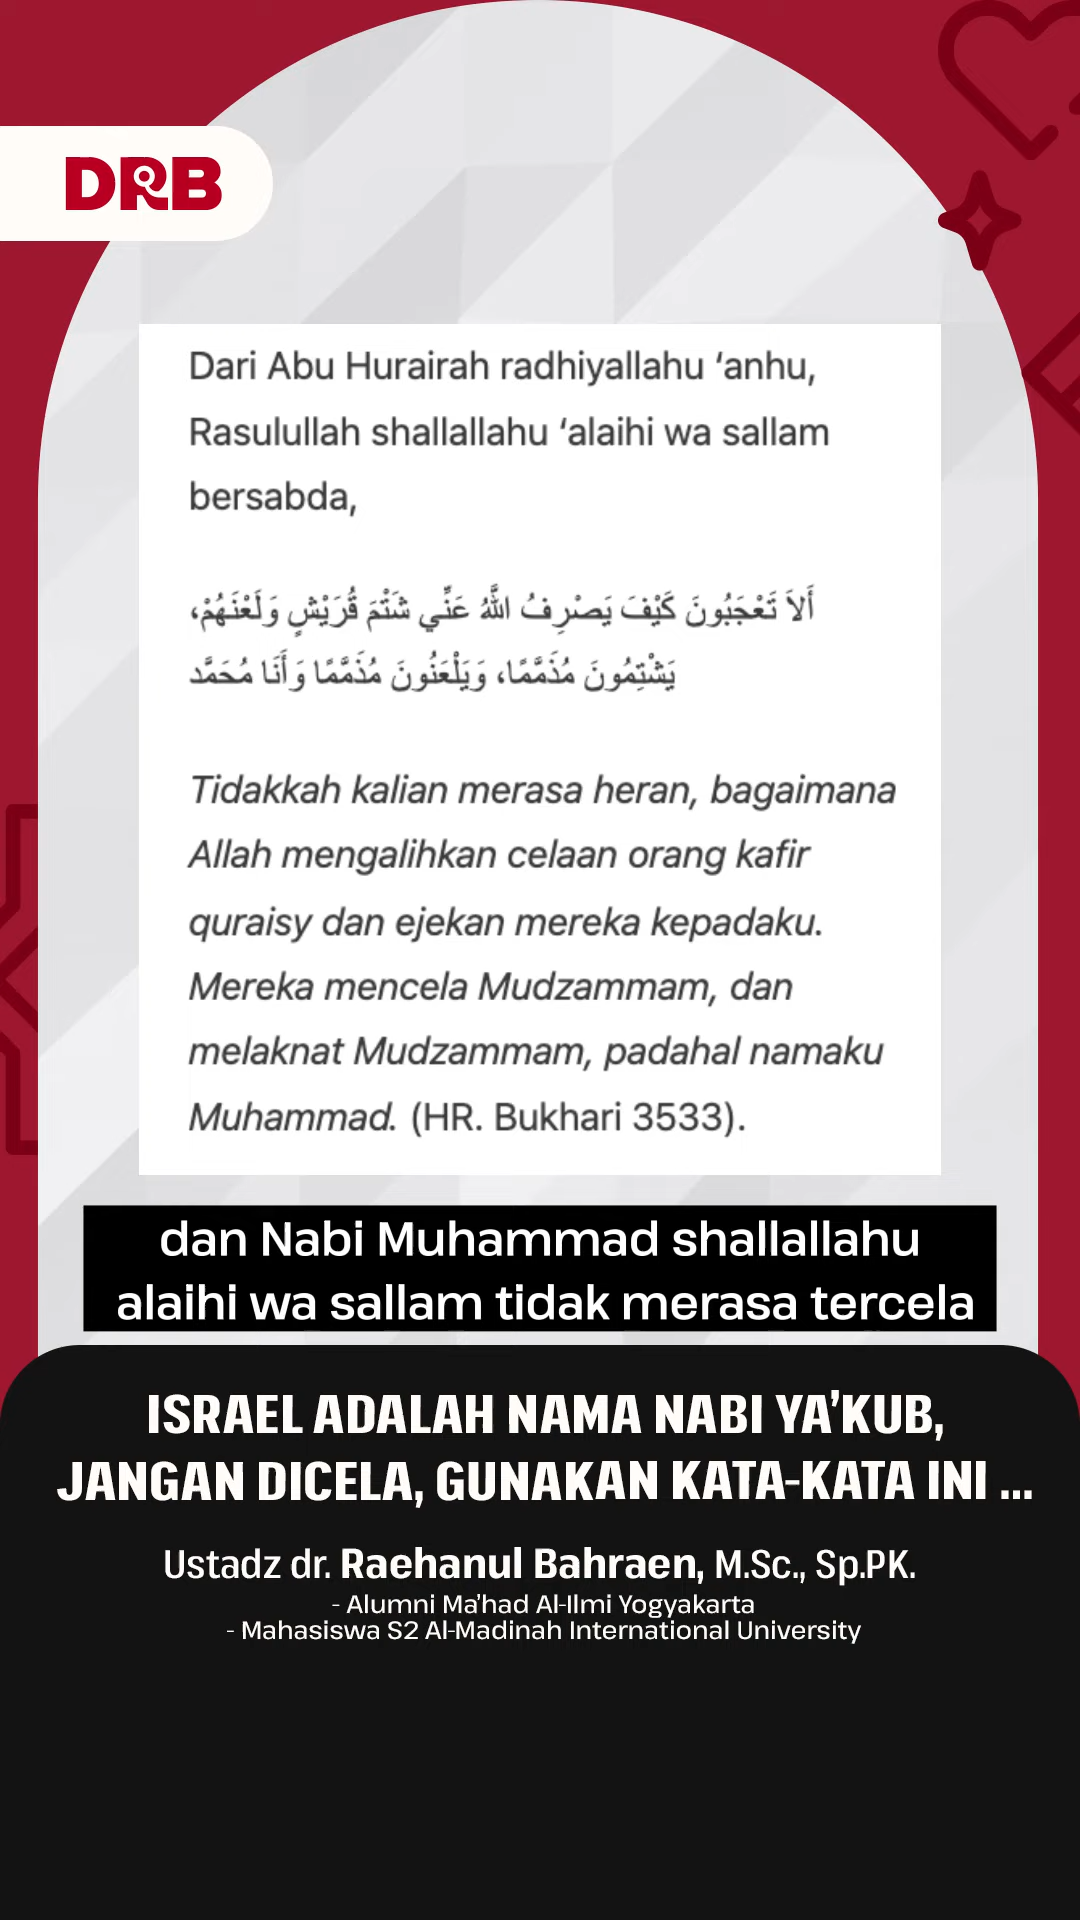 DRB
Dari Abu Hurairah radhiyallahu ‘anhu,
Rasulullah shallallahu ‘alaihi wa sallam
bersabda,
أَلاَ تَعْجَبُونَ كَيْفَ يَصْرِفُ اللَّهُ عَنِّي شَتْمَ قُرَيْشٍ وَلَعْنَهُمْ،
يَشْتِمُونَ مُذَمَّمًا، وَيَلْعَنُونَ مُذَمَّمًا وَأَنَا مُحَمَّد
Tidakkah kalian merasa heran, bagaimana
Allah mengalihkan celaan orang kafir
quraisy dan ejekan mereka kepadaku.
Mereka mencela Mudzammam, dan
melaknat Mudzammam, padahal namaku
Muhammad. (HR. Bukhari 3533).
dan Nabi Muhammad shallallahu
alaihi wa sallam tidak merasa tercela
ISRAEL ADALAH NAMA NABI YA’KUB,
JANGAN DICELA, GUNAKAN KATA-KATA INI ...
Ustadz dr. Raehanul Bahraen, M.Sc., Sp.PK.
- Alumni Ma’had Al-Ilmi Yogyakarta
- Mahasiswa S2 Al-Madinah International University